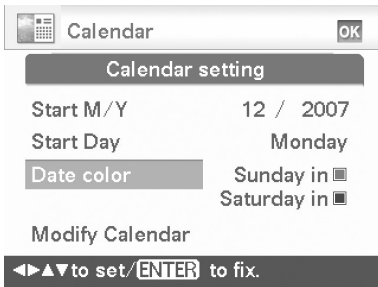 Calendar OK
Calendar setting
Start M/Y 12 / 2007
Start Day Monday
Date color Sunday in
Saturday in
Modify Calendar
to set/ENTER to fix.